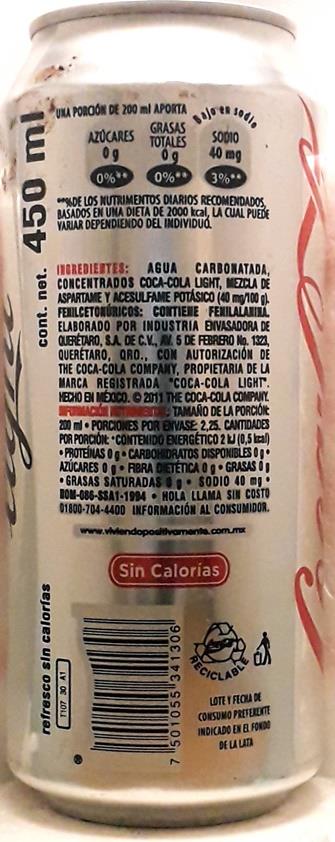 UNA PORCIÓN DE 200 ml APORTA
Bajo en sodio
AZÚCARES
0 g
0%**
GRASAS
TOTALES
0 g
0%**
SODIO
40 mg
3%**
**%DE LOS NUTRIMENTOS DIARIOS RECOMENDADOS,
BASADOS EN UNA DIETA DE 2000 kcal, LA CUAL PUEDE
VARIAR DEPENDIENDO DEL INDIVIDUO.
cont. net. 450 ml
light
INGREDIENTES: AGUA CARBONATADA,
CONCENTRADOS COCA-COLA LIGHT, MEZCLA DE
ASPARTAME Y ACESULFAME POTÁSICO (40 mg/100 g).
FENILCETONÚRICOS: CONTIENE FENILALANINA.
ELABORADO POR INDUSTRIA ENVASADORA DE
QUERÉTARO, S.A. DE C.V., AV. 5 DE FEBRERO No. 1323,
QUERÉTARO, QRO., CON AUTORIZACIÓN DE
THE COCA-COLA COMPANY, PROPIETARIA DE LA
MARCA REGISTRADA "COCA-COLA LIGHT".
HECHO EN MÉXICO. © 2011 THE COCA-COLA COMPANY.
INFORMACIÓN NUTRIMENTAL: TAMAÑO DE LA PORCIÓN:
200 ml • PORCIONES POR ENVASE: 2,25. CANTIDADES
POR PORCIÓN: *CONTENIDO ENERGÉTICO 2 kJ (0,5 kcal)
• PROTEÍNAS 0 g • CARBOHIDRATOS DISPONIBLES 0 g •
AZÚCARES 0 g • FIBRA DIETÉTICA 0 g • GRASAS 0 g
• GRASAS SATURADAS 0 g • SODIO 40 mg •
NOM-086-SSA1-1994 • HOLA LLAMA SIN COSTO
01800-704-4400 INFORMACIÓN AL CONSUMIDOR.
www.viviendopositivamente.com.mx
Sin Calorías
refresco sin calorías
T107 30 A1
7 501055 341306
RECICLABLE
LOTE Y FECHA DE
CONSUMO PREFERENTE
INDICADO EN EL FONDO
DE LA LATA
®